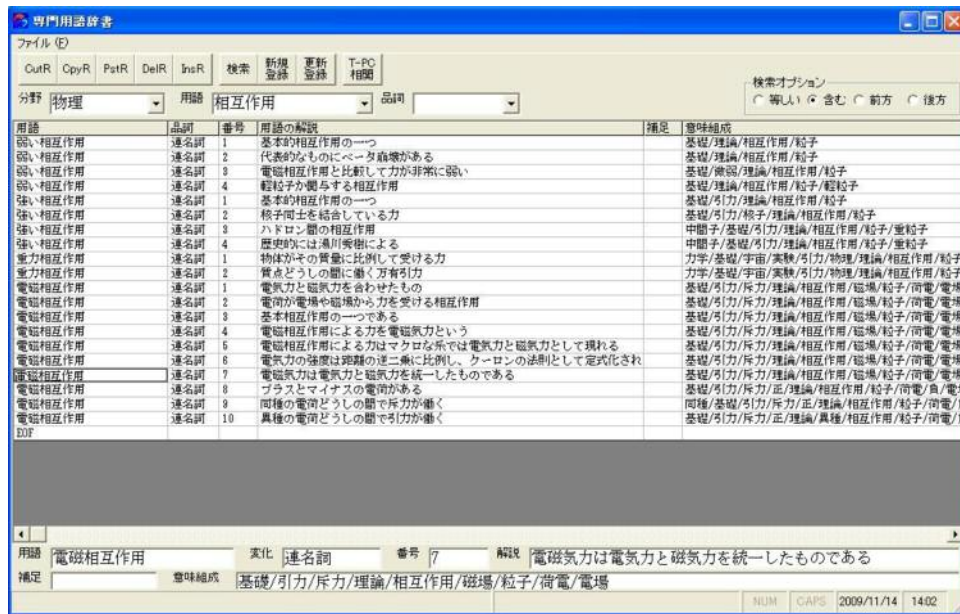 専門用語辞書
ファイル (F)
CutR CpyR PstR DelR InsR 検索 新規登録 更新登録 T-PC相関
検索オプション
等しい 含む 前方 後方
分野 物理 用語 相互作用 品詞
用語 品詞 番号 用語の解説 補足 意味組成
弱い相互作用 連名詞 1 基本的相互作用の一つ 基礎/理論/相互作用/粒子
弱い相互作用 連名詞 2 代表的なものにベータ崩壊がある 基礎/理論/相互作用/粒子
弱い相互作用 連名詞 3 電磁相互作用と比較して力が非常に弱い 基礎/微弱/理論/相互作用/粒子
弱い相互作用 連名詞 4 軽粒子が関与する相互作用 基礎/理論/相互作用/粒子/軽粒子
強い相互作用 連名詞 1 基本的相互作用の一つ 基礎/引力/理論/相互作用/粒子
強い相互作用 連名詞 2 核子同士を結合している力 基礎/引力/核子/理論/相互作用/粒子
強い相互作用 連名詞 3 ハドロン間の相互作用 中間子/基礎/引力/理論/相互作用/粒子/重粒子
強い相互作用 連名詞 4 歴史的には湯川秀樹による 中間子/基礎/引力/理論/相互作用/粒子/重粒子
重力相互作用 連名詞 1 物体がその質量に比例して受ける力 力学/基礎/宇宙/実験/引力/物理/理論/相互作用/粒子
重力相互作用 連名詞 2 質点どうしの間に働く万有引力 力学/基礎/宇宙/実験/引力/物理/理論/相互作用/粒子
電磁相互作用 連名詞 1 電気力と磁気力を合わせたもの 基礎/引力/斥力/理論/相互作用/磁場/粒子/荷電/電場
電磁相互作用 連名詞 2 電荷が電場や磁場から力を受ける相互作用 基礎/引力/斥力/理論/相互作用/磁場/粒子/荷電/電場
電磁相互作用 連名詞 3 基本相互作用の一つである 基礎/引力/斥力/理論/相互作用/磁場/粒子/荷電/電場
電磁相互作用 連名詞 4 電磁相互作用による力を電磁気力という 基礎/引力/斥力/理論/相互作用/磁場/粒子/荷電/電場
電磁相互作用 連名詞 5 電磁相互作用による力はマクロな系では電気力と磁気力として現れる 基礎/引力/斥力/理論/相互作用/磁場/粒子/荷電/電場
電磁相互作用 連名詞 6 電気力の強度は距離の逆二乗に比例し、クーロンの法則として定式化され 基礎/引力/斥力/理論/相互作用/磁場/粒子/荷電/電場
電磁相互作用 連名詞 7 電磁気力は電気力と磁気力を統一したものである 基礎/引力/斥力/理論/相互作用/磁場/粒子/荷電/電場
電磁相互作用 連名詞 8 プラスとマイナスの電荷がある 基礎/引力/斥力/正/理論/相互作用/粒子/荷電/負/電
電磁相互作用 連名詞 9 同種の電荷どうしの間で斥力が働く 同種/基礎/引力/斥力/正/理論/相互作用/粒子/荷電/
電磁相互作用 連名詞 10 異種の電荷どうしの間で引力が働く 基礎/引力/斥力/正/理論/異種/相互作用/粒子/荷電/
EOF
用語 電磁相互作用 変化 連名詞 番号 7 解説 電磁気力は電気力と磁気力を統一したものである
補足 意味組成 基礎/引力/斥力/理論/相互作用/磁場/粒子/荷電/電場
NUM CAPS 2009/11/14 14:02